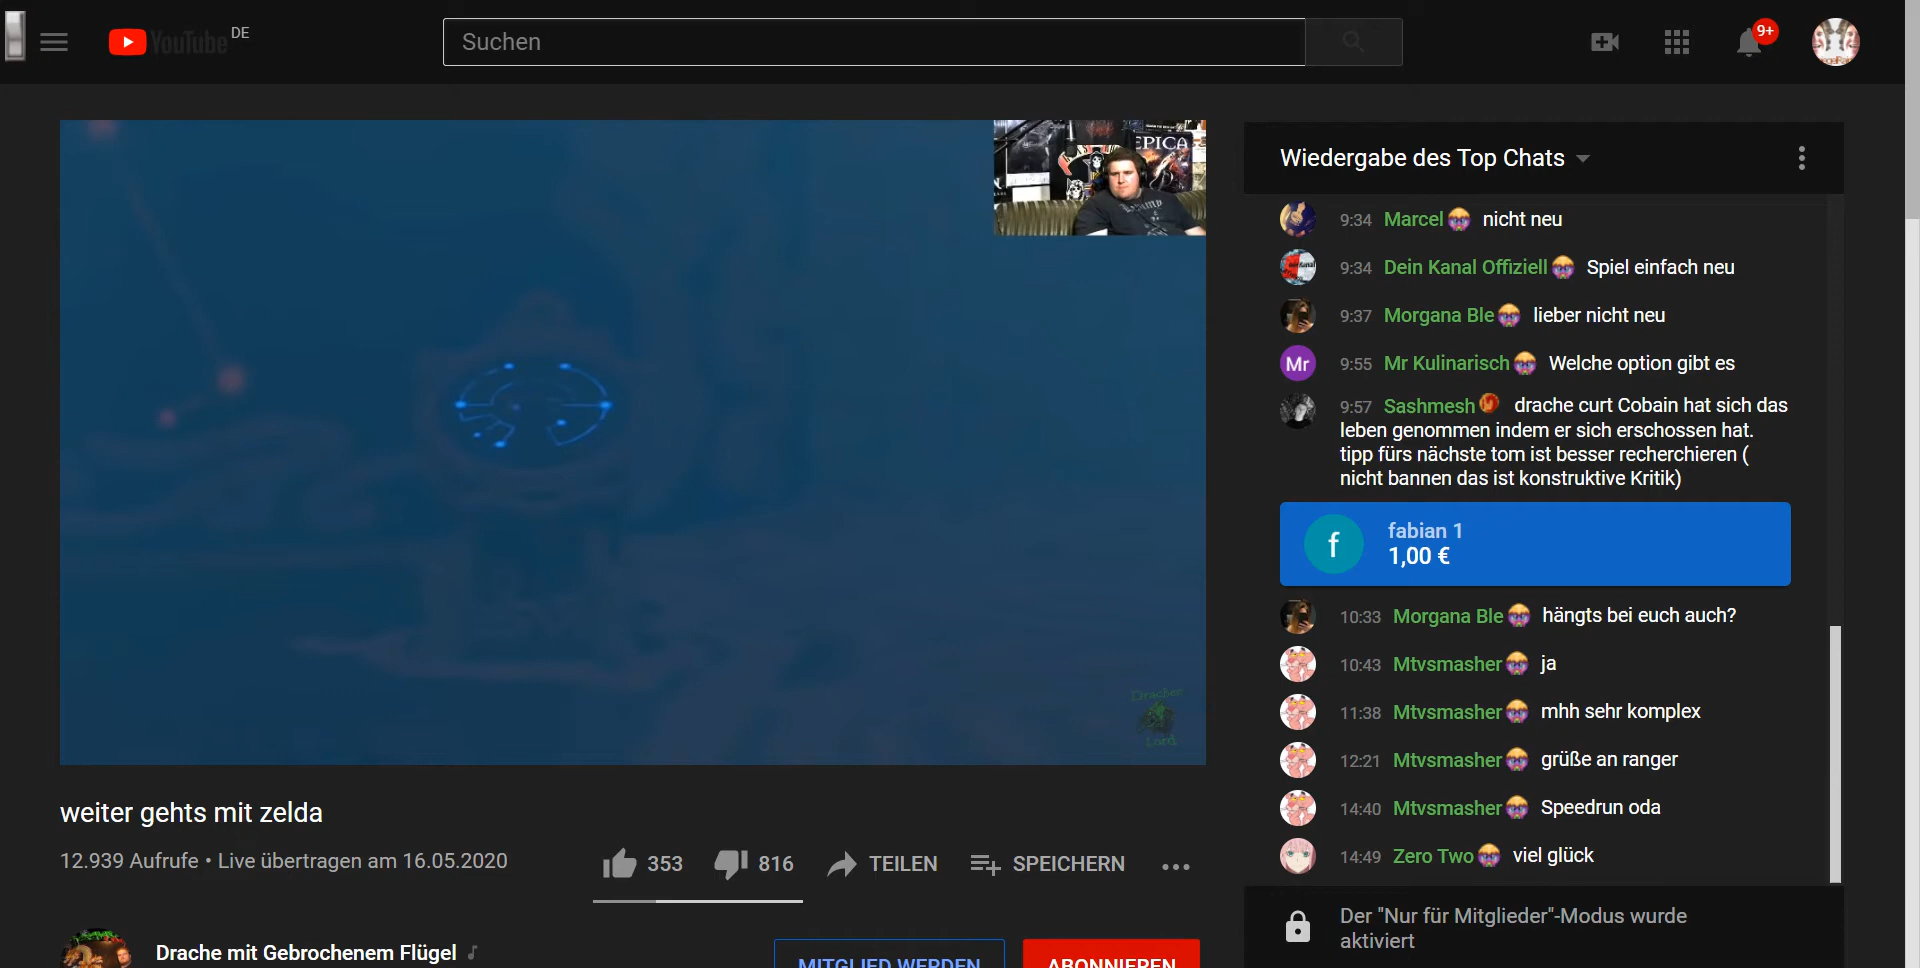 YouTube DE
Suchen
9+
EPICA
Wiedergabe des Top Chats
9:34 Marcel nicht neu
9:34 Dein Kanal Offiziell Spiel einfach neu
9:37 Morgana Ble lieber nicht neu
Mr 9:55 Mr Kulinarisch Welche option gibt es
9:57 Sashmesh drache curt Cobain hat sich das
leben genommen indem er sich erschossen hat.
tipp fürs nächste tom ist besser recherchieren (
nicht bannen das ist konstruktive Kritik)
f fabian 1
1,00 €
10:33 Morgana Ble hängts bei euch auch?
10:43 Mtvsmasher ja
11:38 Mtvsmasher mhh sehr komplex
12:21 Mtvsmasher grüße an ranger
14:40 Mtvsmasher Speedrun oda
14:49 Zero Two viel glück
Der "Nur für Mitglieder"-Modus wurde
aktiviert
Drachen
Lord
weiter gehts mit zelda
12.939 Aufrufe • Live übertragen am 16.05.2020
353 816 TEILEN SPEICHERN
Drache mit Gebrochenem Flügel
MITGLIED WERDEN ABONNIEREN